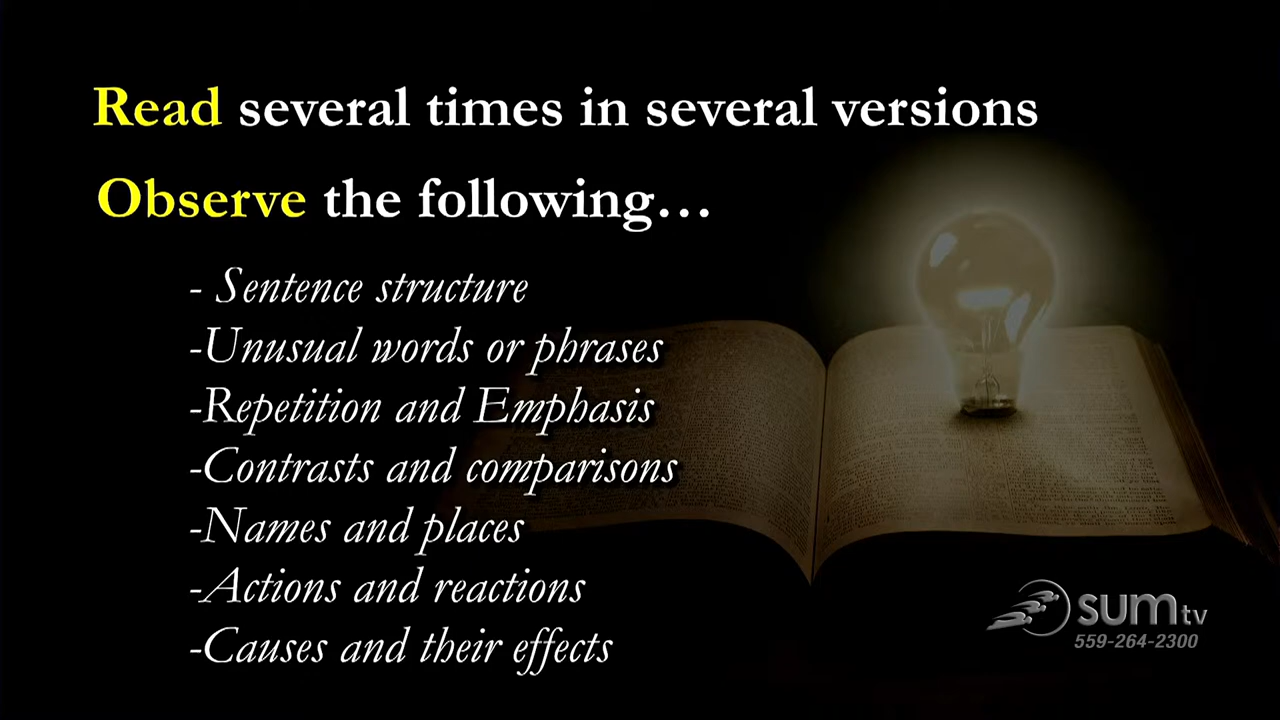 Read several times in several versions
Observe the following…
- Sentence structure
-Unusual words or phrases
-Repetition and Emphasis
-Contrasts and comparisons
-Names and places
-Actions and reactions
-Causes and their effects
sum tv
559-264-2300